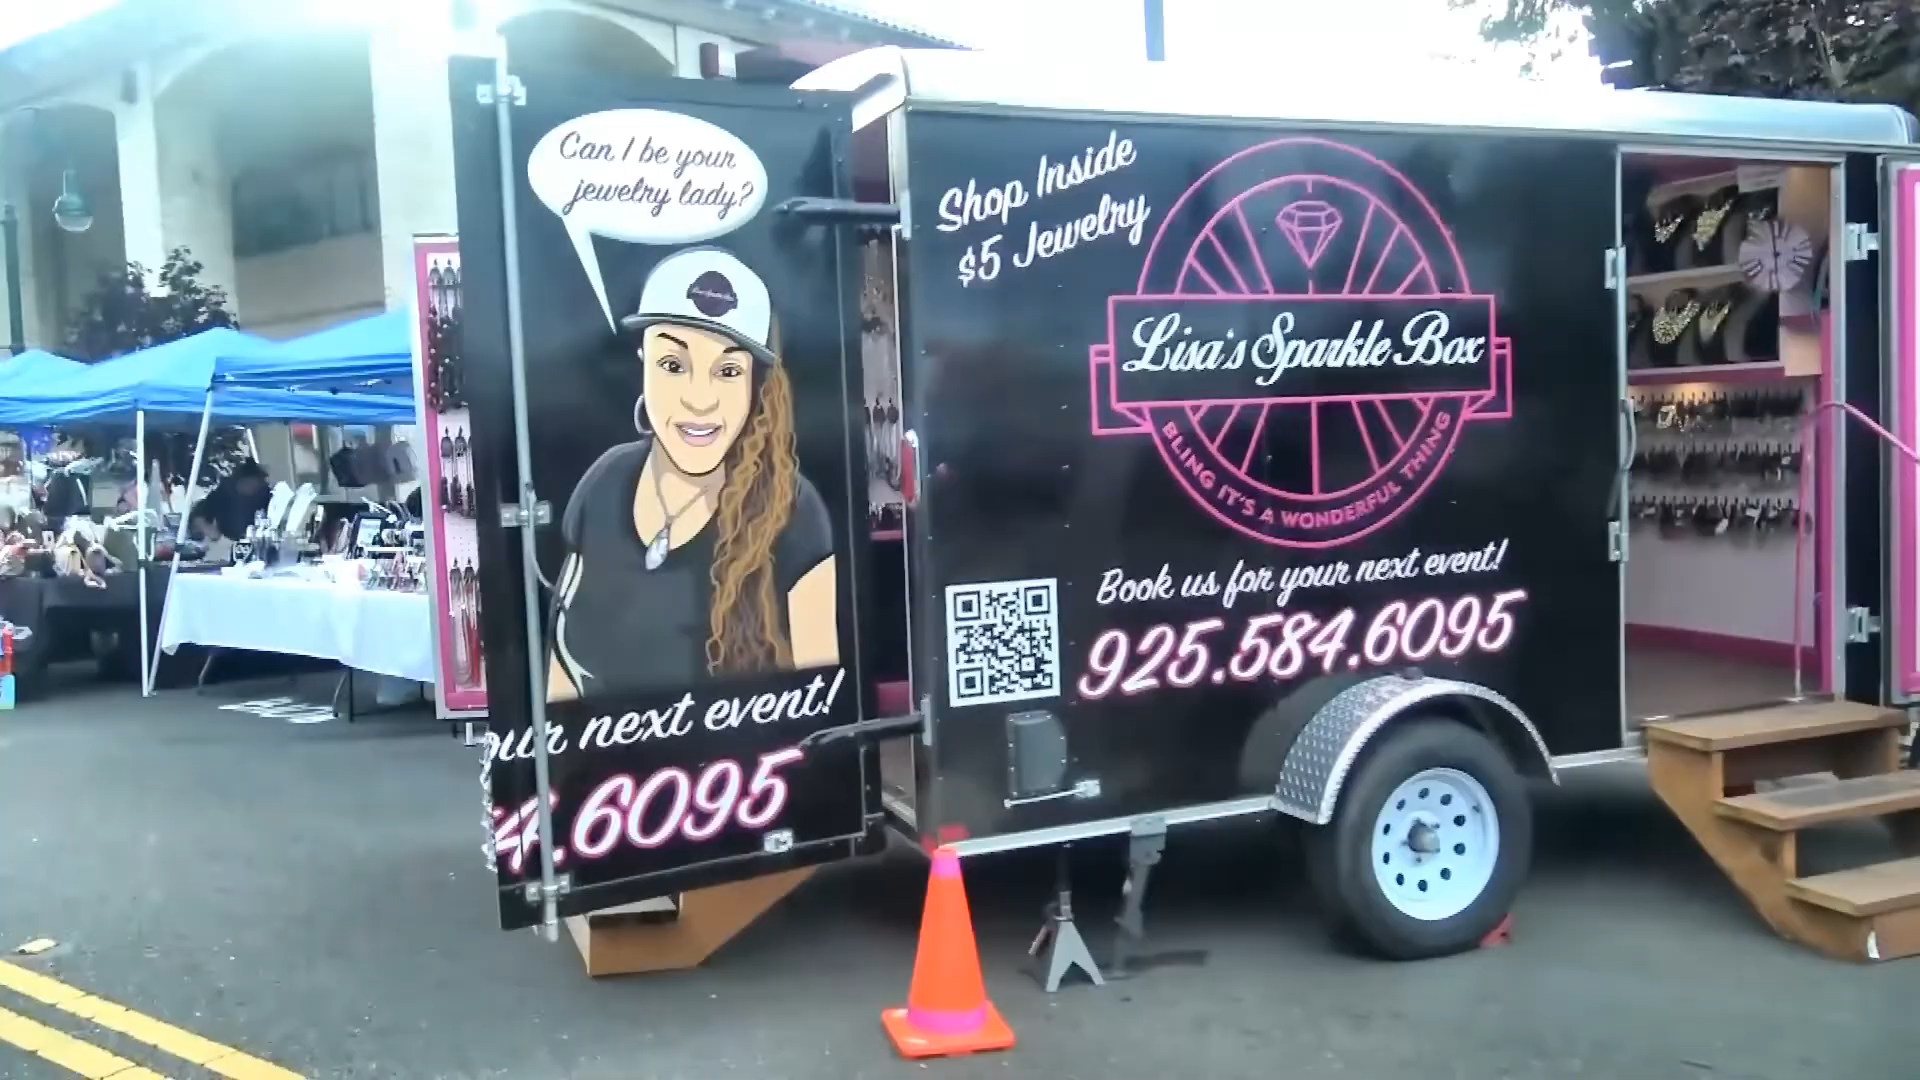 Can I be your
jewelry lady?
our next event!
4.6095
Shop Inside
$5 Jewelry
Lisa's Sparkle Box
BLING IT'S A WONDERFUL THING
Book us for your next event!
925.584.6095